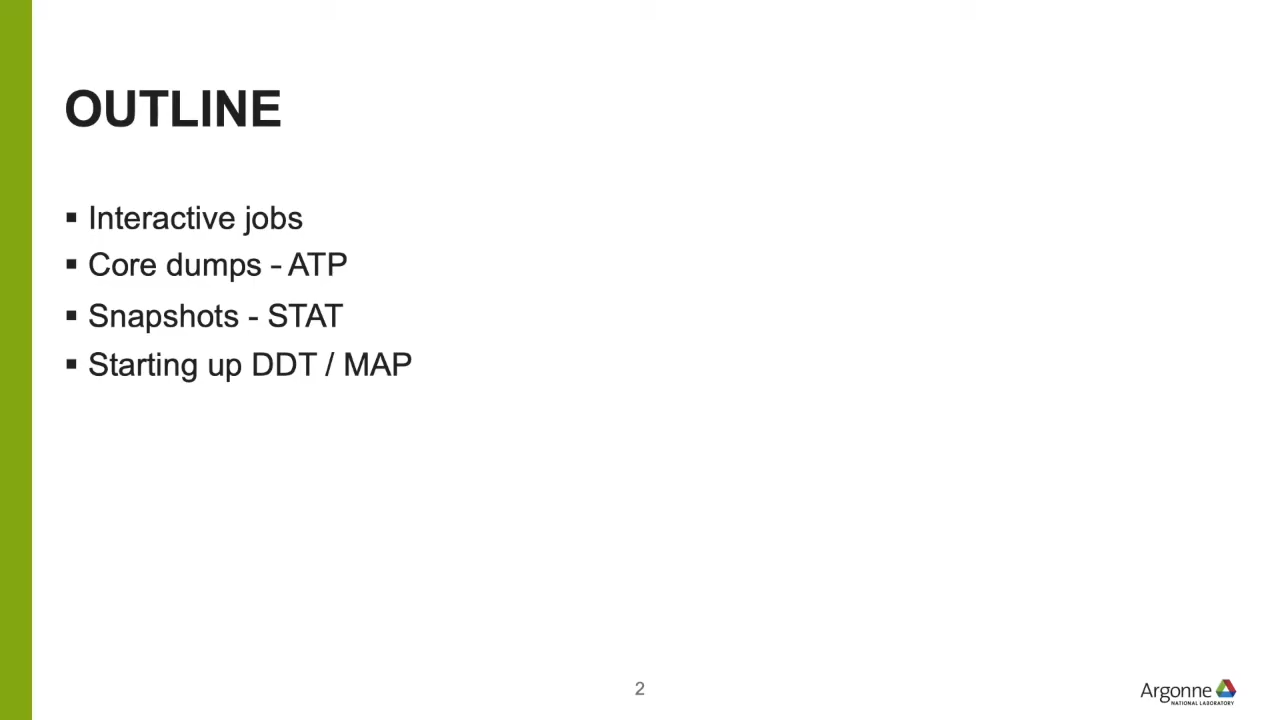 OUTLINE
▪ Interactive jobs
▪ Core dumps – ATP
▪ Snapshots - STAT
▪ Starting up DDT / MAP
2
Argonne
NATIONAL LABORATORY